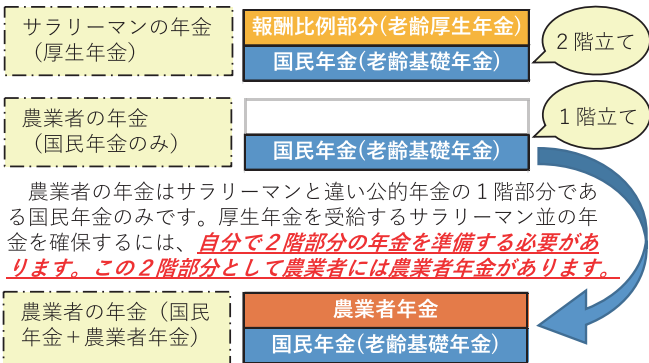 サラリーマンの年金
（厚生年金）
報酬比例部分(老齢厚生年金)
国民年金(老齢基礎年金)
２階立て
農業者の年金
（国民年金のみ）
国民年金(老齢基礎年金)
１階立て
　農業者の年金はサラリーマンと違い公的年金の１階部分であ
る国民年金のみです。厚生年金を受給するサラリーマン並の年
金を確保するには、自分で２階部分の年金を準備する必要があ
ります。この２階部分として農業者には農業者年金があります。
農業者の年金（国民
年金＋農業者年金）
農業者年金
国民年金(老齢基礎年金)